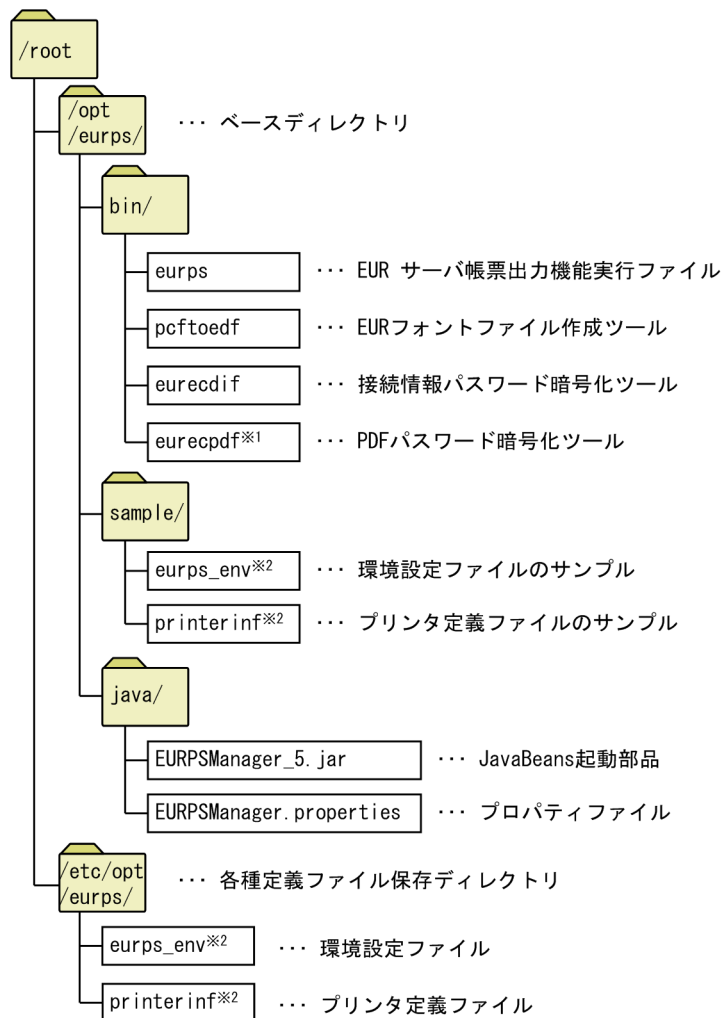 /root
/opt
/eurps/
··· ベースディレクトリ
bin/
eurps ··· EUR サーバ帳票出力機能実行ファイル
pcftoedf ··· EURフォントファイル作成ツール
eurecdif ··· 接続情報パスワード暗号化ツール
eurecpdf※1 ··· PDFパスワード暗号化ツール
sample/
eurps_env※2 ··· 環境設定ファイルのサンプル
printerinf※2 ··· プリンタ定義ファイルのサンプル
java/
EURPSManager_5.jar ··· JavaBeans起動部品
EURPSManager.properties ··· プロパティファイル
/etc/opt
/eurps/
··· 各種定義ファイル保存ディレクトリ
eurps_env※2 ··· 環境設定ファイル
printerinf※2 ··· プリンタ定義ファイル